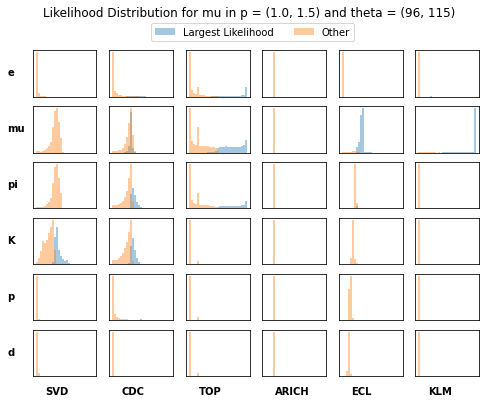 Likelihood Distribution for mu in p = (1.0, 1.5) and theta = (96, 115)
Largest Likelihood Other
e
mu
pi
K
p
d
SVD CDC TOP ARICH ECL KLM